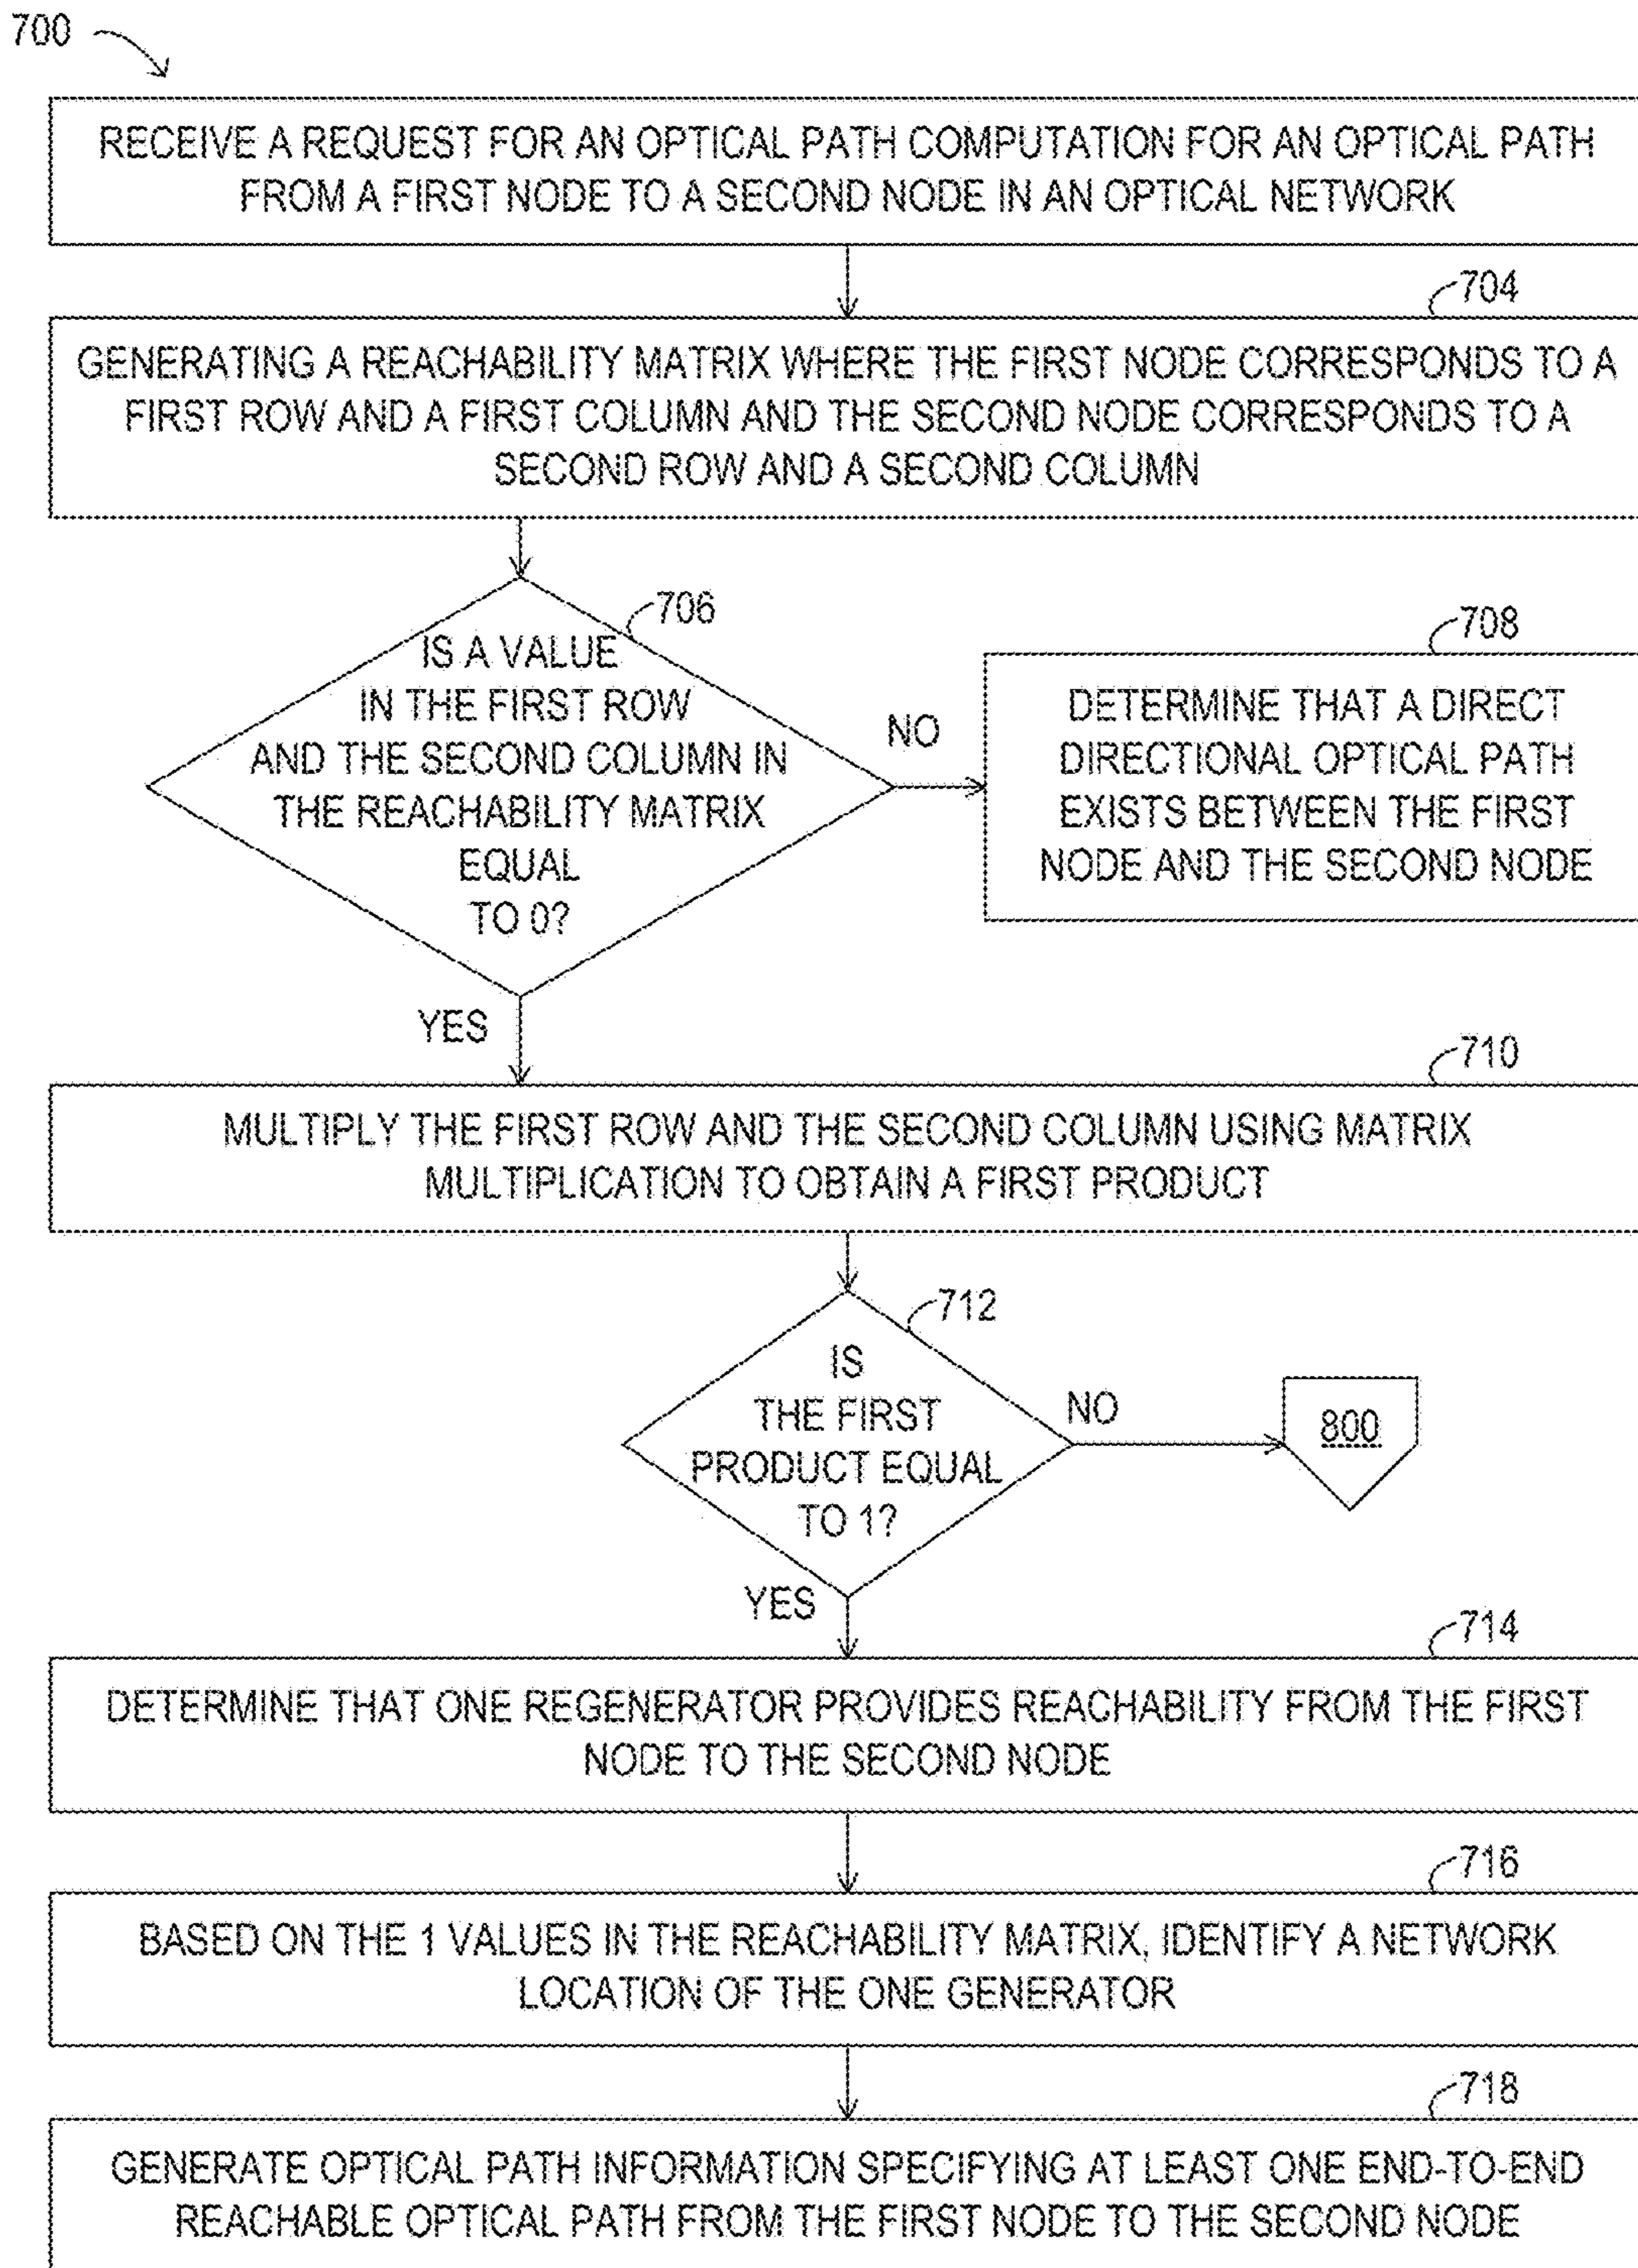 700
RECEIVE A REQUEST FOR AN OPTICAL PATH COMPUTATION FOR AN OPTICAL PATH
FROM A FIRST NODE TO A SECOND NODE IN AN OPTICAL NETWORK
704
GENERATING A REACHABILITY MATRIX WHERE THE FIRST NODE CORRESPONDS TO A
FIRST ROW AND A FIRST COLUMN AND THE SECOND NODE CORRESPONDS TO A
SECOND ROW AND A SECOND COLUMN
706
IS A VALUE
IN THE FIRST ROW
AND THE SECOND COLUMN IN
THE REACHABILITY MATRIX
EQUAL
TO 0?
NO
708
DETERMINE THAT A DIRECT
DIRECTIONAL OPTICAL PATH
EXISTS BETWEEN THE FIRST
NODE AND THE SECOND NODE
YES
710
MULTIPLY THE FIRST ROW AND THE SECOND COLUMN USING MATRIX
MULTIPLICATION TO OBTAIN A FIRST PRODUCT
712
IS
THE FIRST
PRODUCT EQUAL
TO 1?
NO
800
YES
714
DETERMINE THAT ONE REGENERATOR PROVIDES REACHABILITY FROM THE FIRST
NODE TO THE SECOND NODE
716
BASED ON THE 1 VALUES IN THE REACHABILITY MATRIX, IDENTIFY A NETWORK
LOCATION OF THE ONE GENERATOR
718
GENERATE OPTICAL PATH INFORMATION SPECIFYING AT LEAST ONE END-TO-END
REACHABLE OPTICAL PATH FROM THE FIRST NODE TO THE SECOND NODE